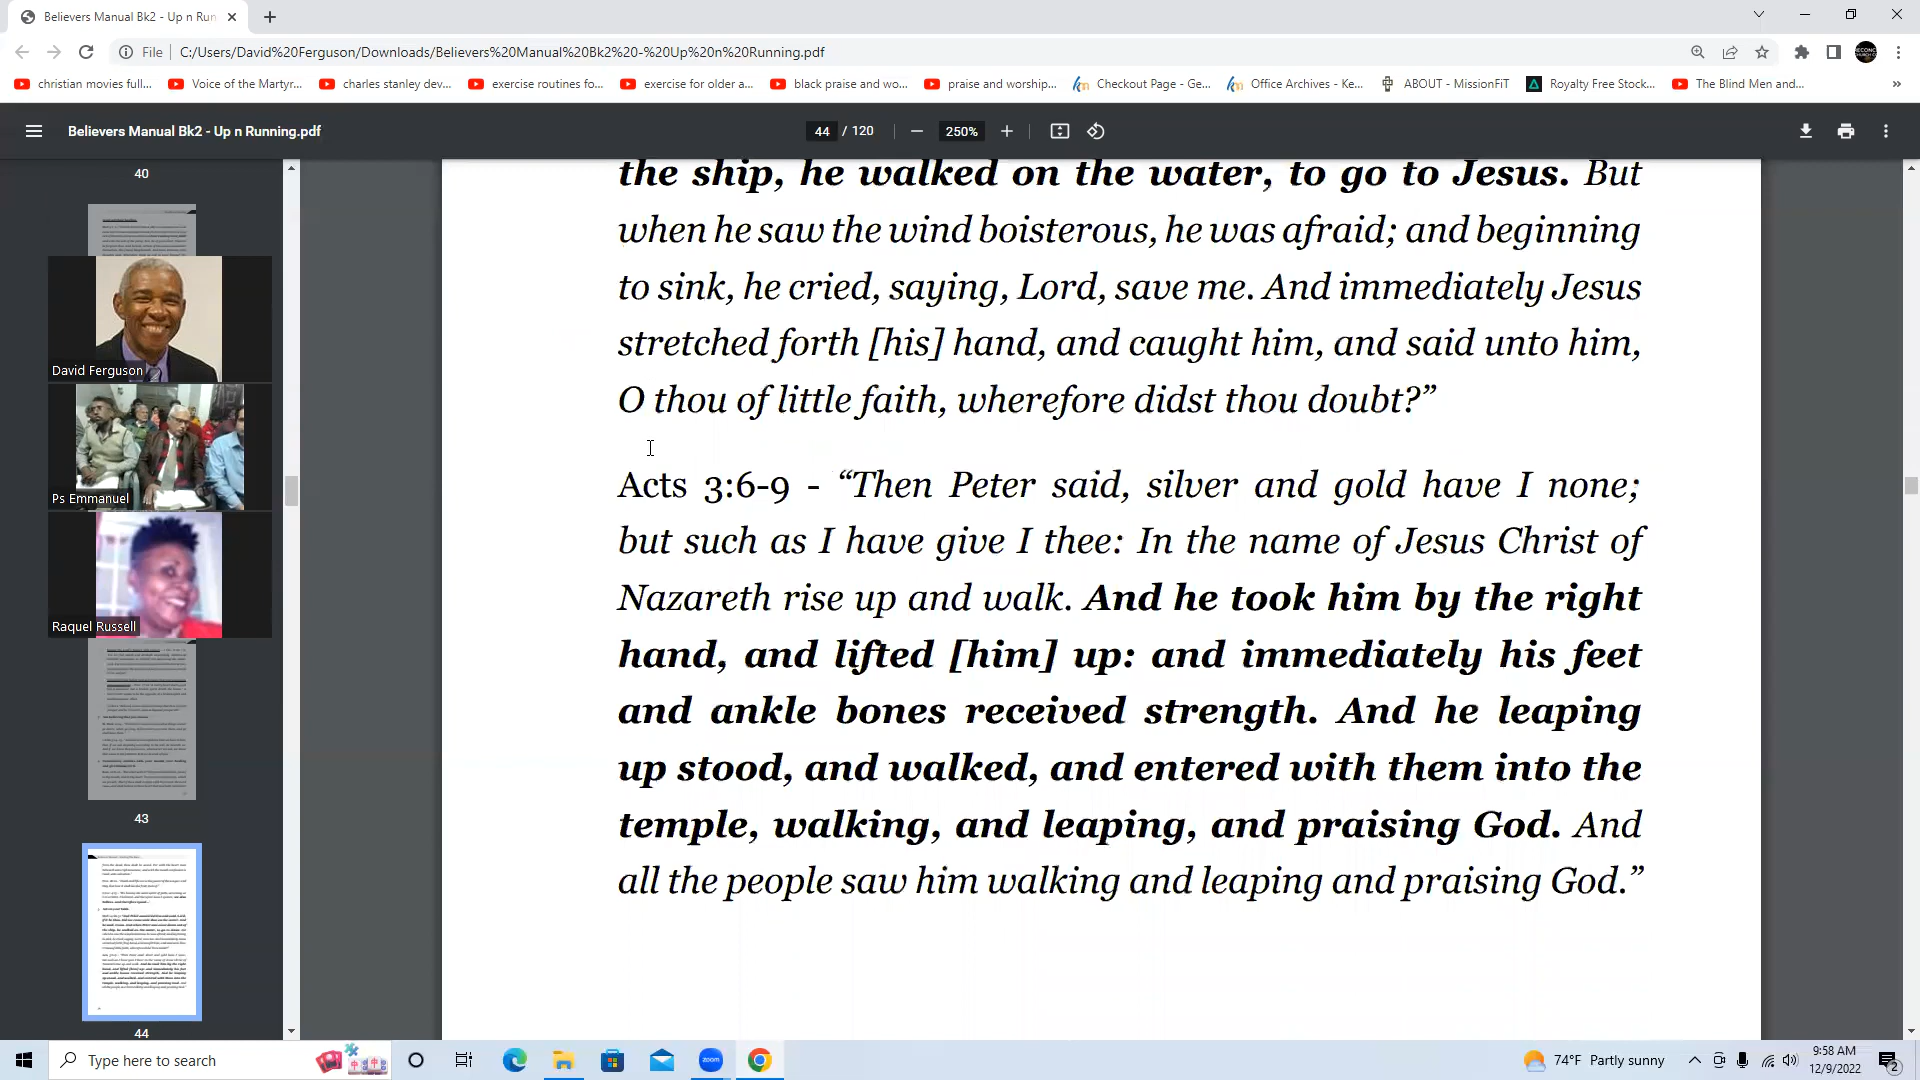 Believers Manual Bk2 - Up n Run
File C:/Users/David%20Ferguson/Downloads/Believers%20Manual%20Bk2%20-%20Up%20n%20Running.pdf
christian movies full... Voice of the Martyr... charles stanley dev... exercise routines fo... exercise for older a... black praise and wo... praise and worship... Checkout Page - Ge... Office Archives - Ke... ABOUT - MissionFiT Royalty Free Stock... The Blind Men and... »
Believers Manual Bk2 - Up n Running.pdf 44 / 120 250%
40
David Ferguson
Ps Emmanuel
Raquel Russell
43
44
the ship, he walked on the water, to go to Jesus. But
when he saw the wind boisterous, he was afraid; and beginning
to sink, he cried, saying, Lord, save me. And immediately Jesus
stretched forth [his] hand, and caught him, and said unto him,
O thou of little faith, wherefore didst thou doubt?”
Acts 3:6-9 - “Then Peter said, silver and gold have I none;
but such as I have give I thee: In the name of Jesus Christ of
Nazareth rise up and walk. And he took him by the right
hand, and lifted [him] up: and immediately his feet
and ankle bones received strength. And he leaping
up stood, and walked, and entered with them into the
temple, walking, and leaping, and praising God. And
all the people saw him walking and leaping and praising God.”
Type here to search
zoom
74°F Partly sunny
9:58 AM
12/9/2022
2